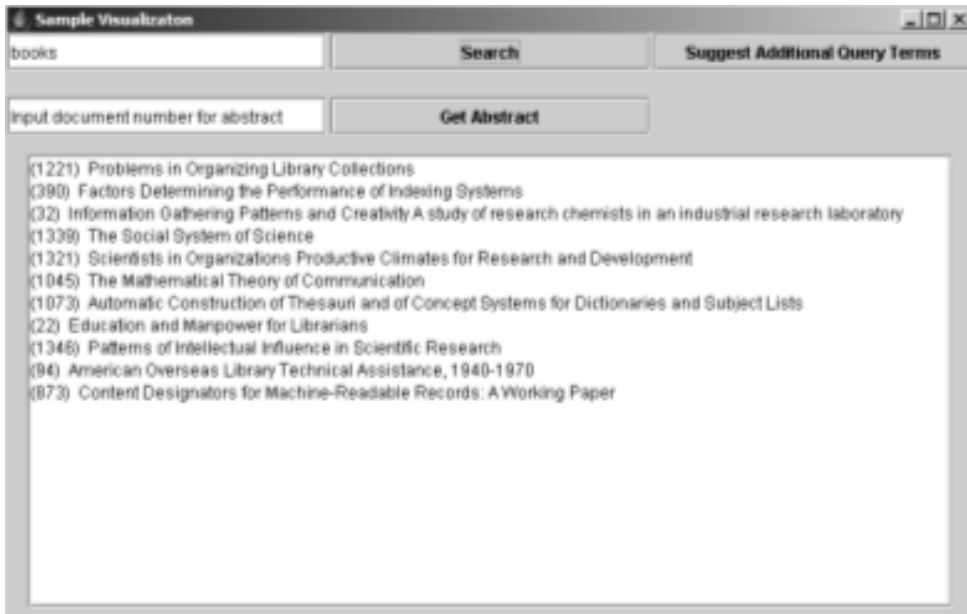 Sample Visualizaton
books
Search
Suggest Additional Query Terms
Input document number for abstract
Get Abstract
(1221) Problems in Organizing Library Collections
(390) Factors Determining the Performance of Indexing Systems
(32) Information Gathering Patterns and Creativity A study of research chemists in an industrial research laboratory
(1339) The Social System of Science
(1321) Scientists in Organizations Productive Climates for Research and Development
(1045) The Mathematical Theory of Communication
(1073) Automatic Construction of Thesauri and of Concept Systems for Dictionaries and Subject Lists
(22) Education and Manpower for Librarians
(1346) Patterns of Intellectual Influence in Scientific Research
(94) American Overseas Library Technical Assistance, 1940-1970
(873) Content Designators for Machine-Readable Records: A Working Paper